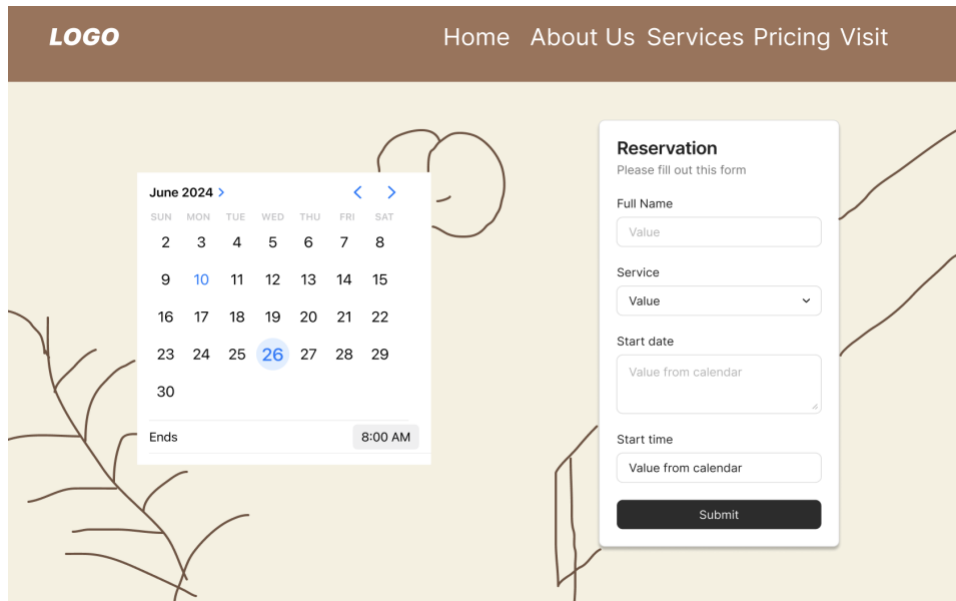 LOGO Home About Us Services Pricing Visit
June 2024 >
SUN MON TUE WED THU FRI SAT
2 3 4 5 6 7 8
9 10 11 12 13 14 15
16 17 18 19 20 21 22
23 24 25 26 27 28 29
30
Ends 8:00 AM
Reservation
Please fill out this form
Full Name
Value
Service
Value
Start date
Value from calendar
Start time
Value from calendar
Submit